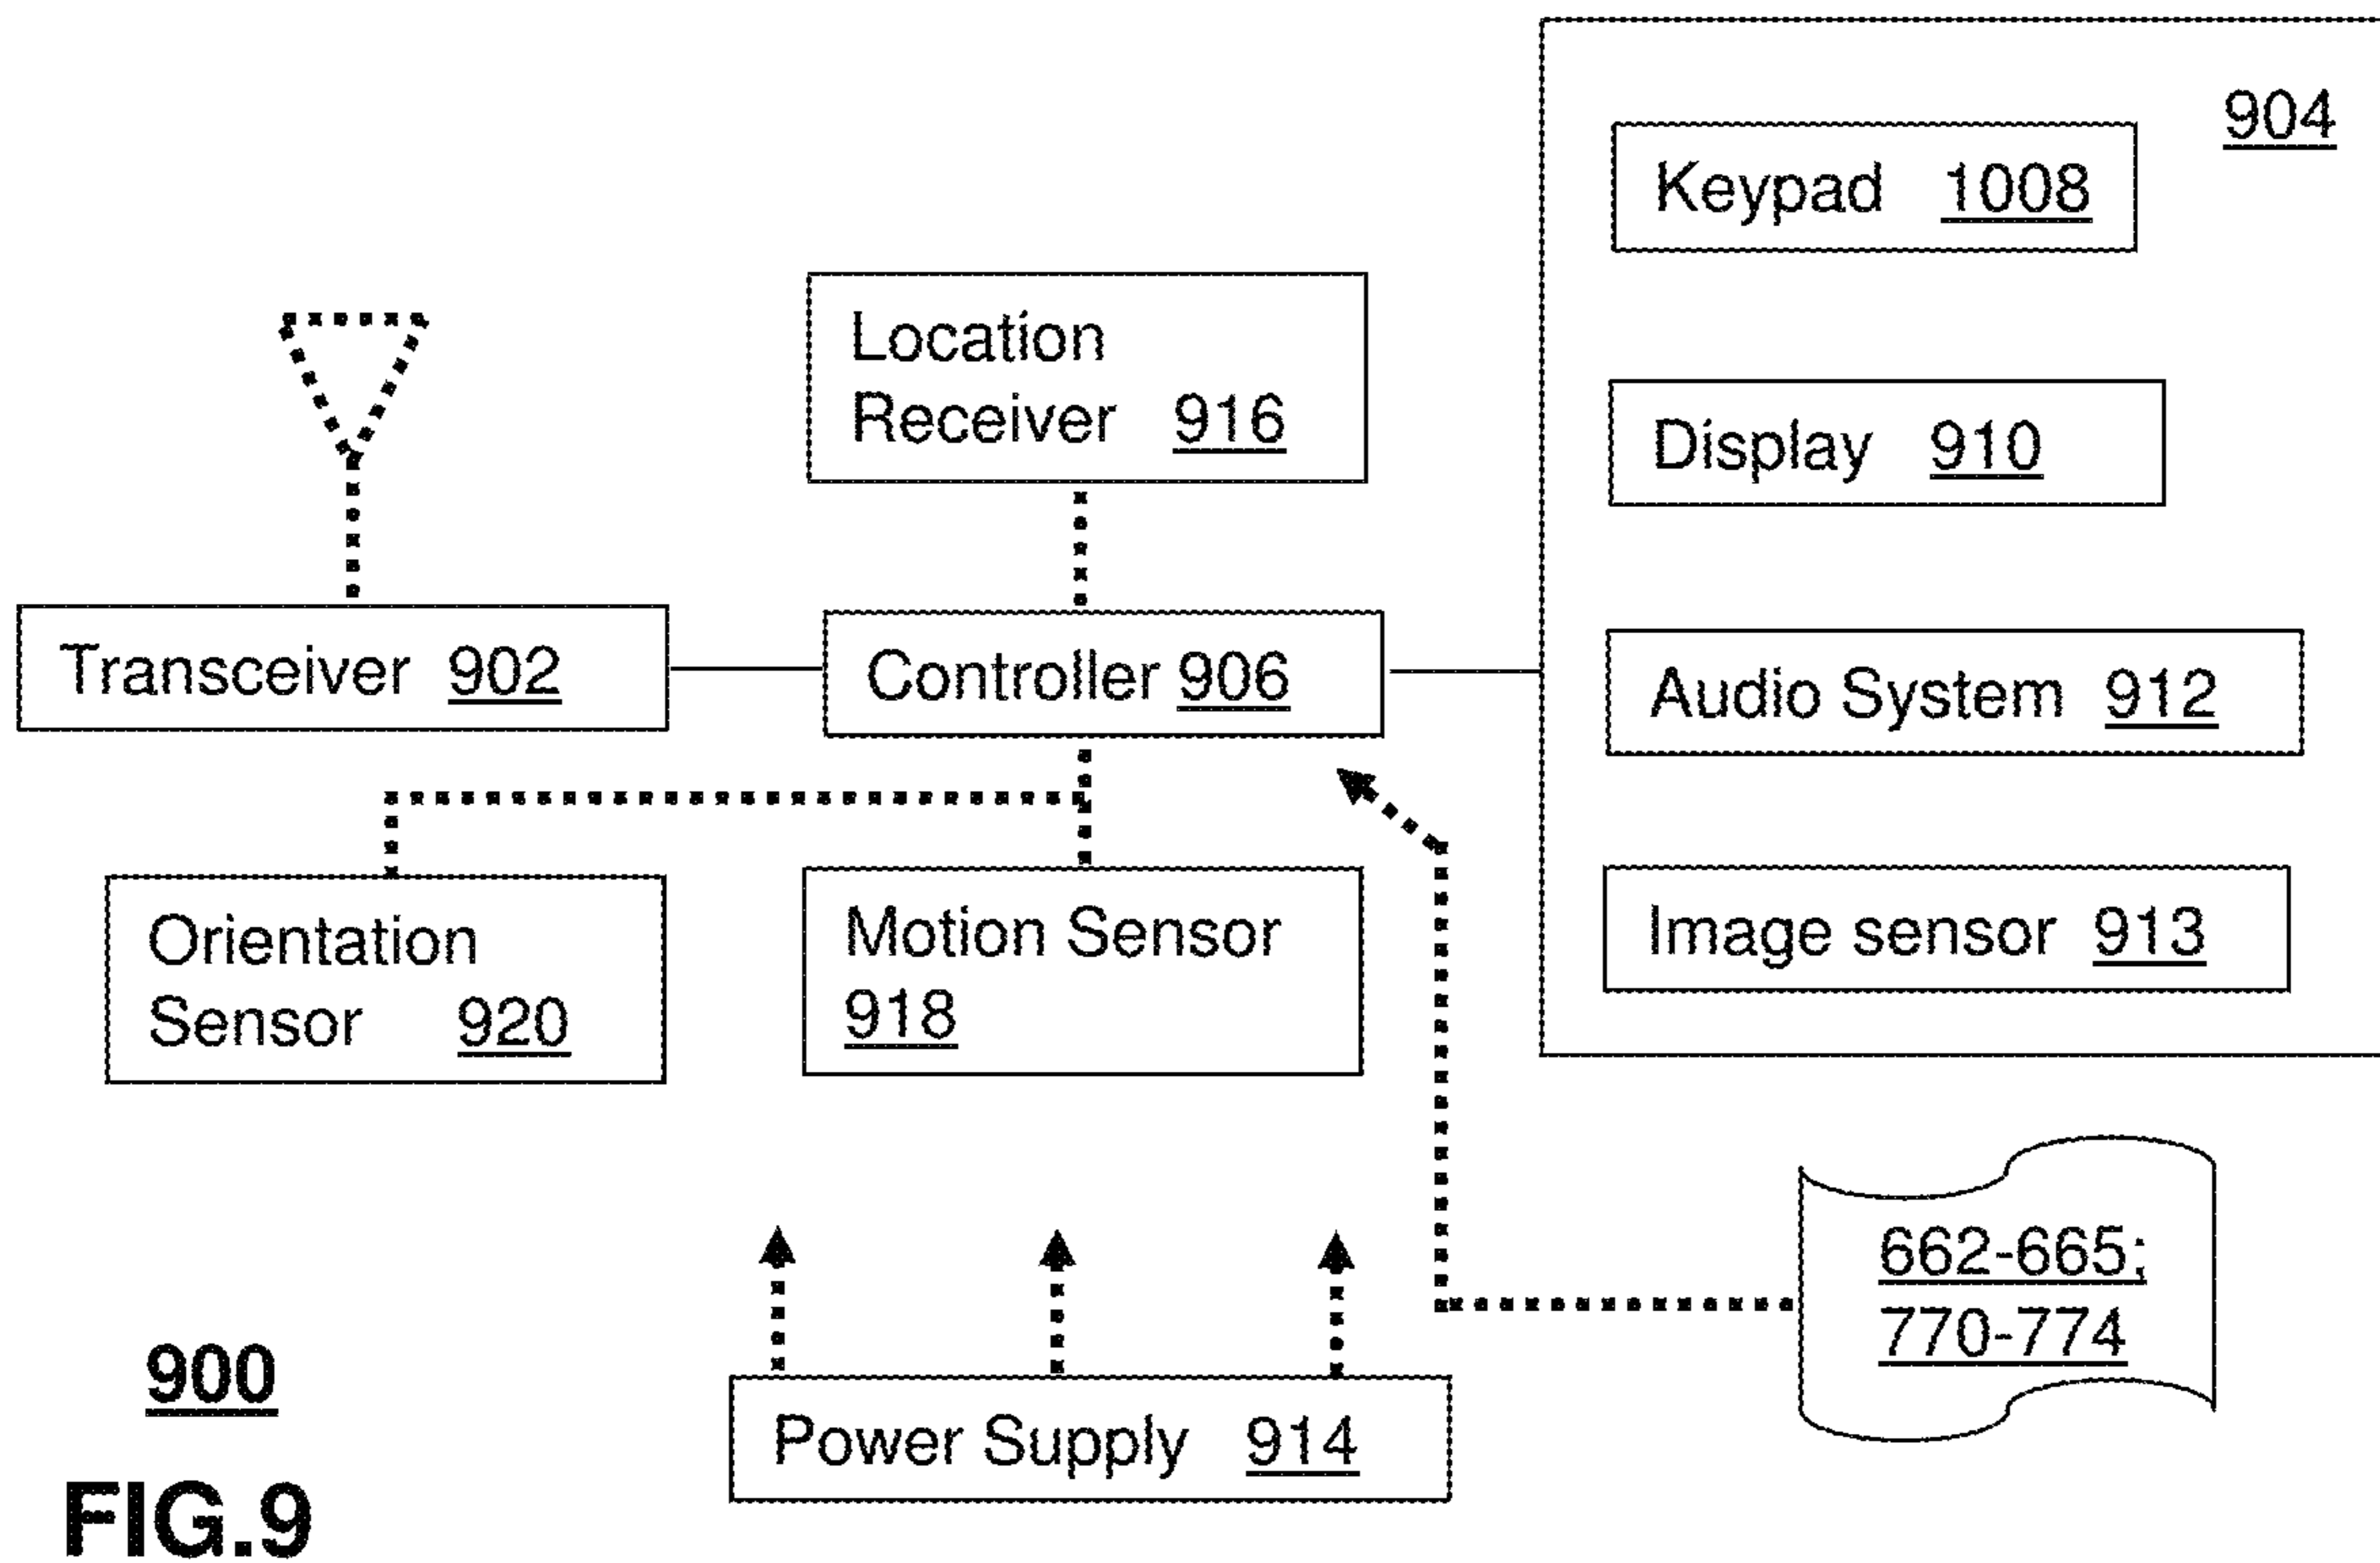 904
Keypad 1008
Location
Receiver 916
Display 910
Transceiver 902
Controller 906
Audio System 912
Orientation
Sensor 920
Motion Sensor
918
Image sensor 913
662-665;
770-774
Power Supply 914
900
FIG.9